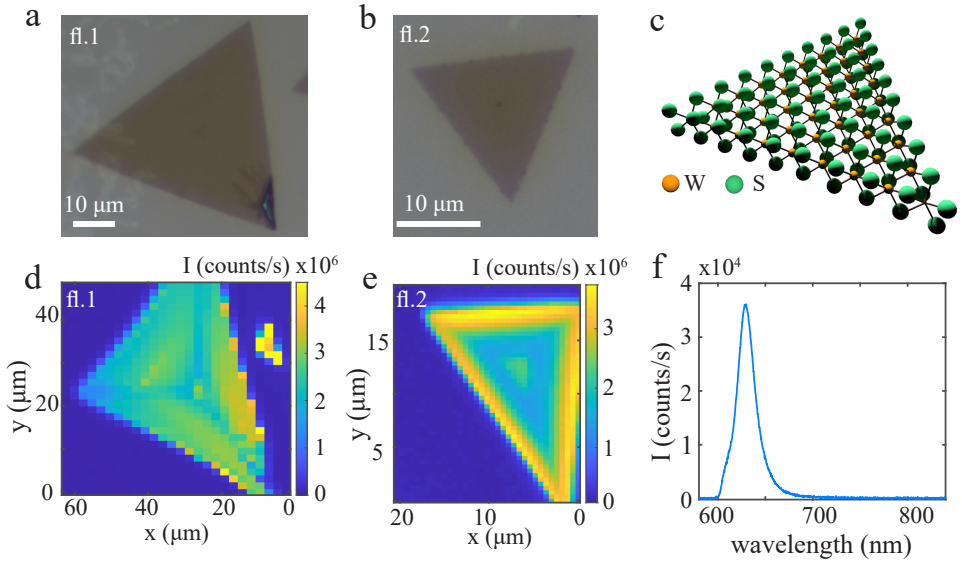 a
fl.1
10 μm
b
fl.2
10 μm
c
W
S
d
I (counts/s) x10⁶
fl.1
40
20
0
y (μm)
60
40
20
0
x (μm)
4
3
2
1
0
e
I (counts/s) x10⁶
fl.2
15
5
y (μm)
20
10
0
x (μm)
3
2
1
0
f
x10⁴
4
3
2
1
0
I (counts/s)
600
700
800
wavelength (nm)